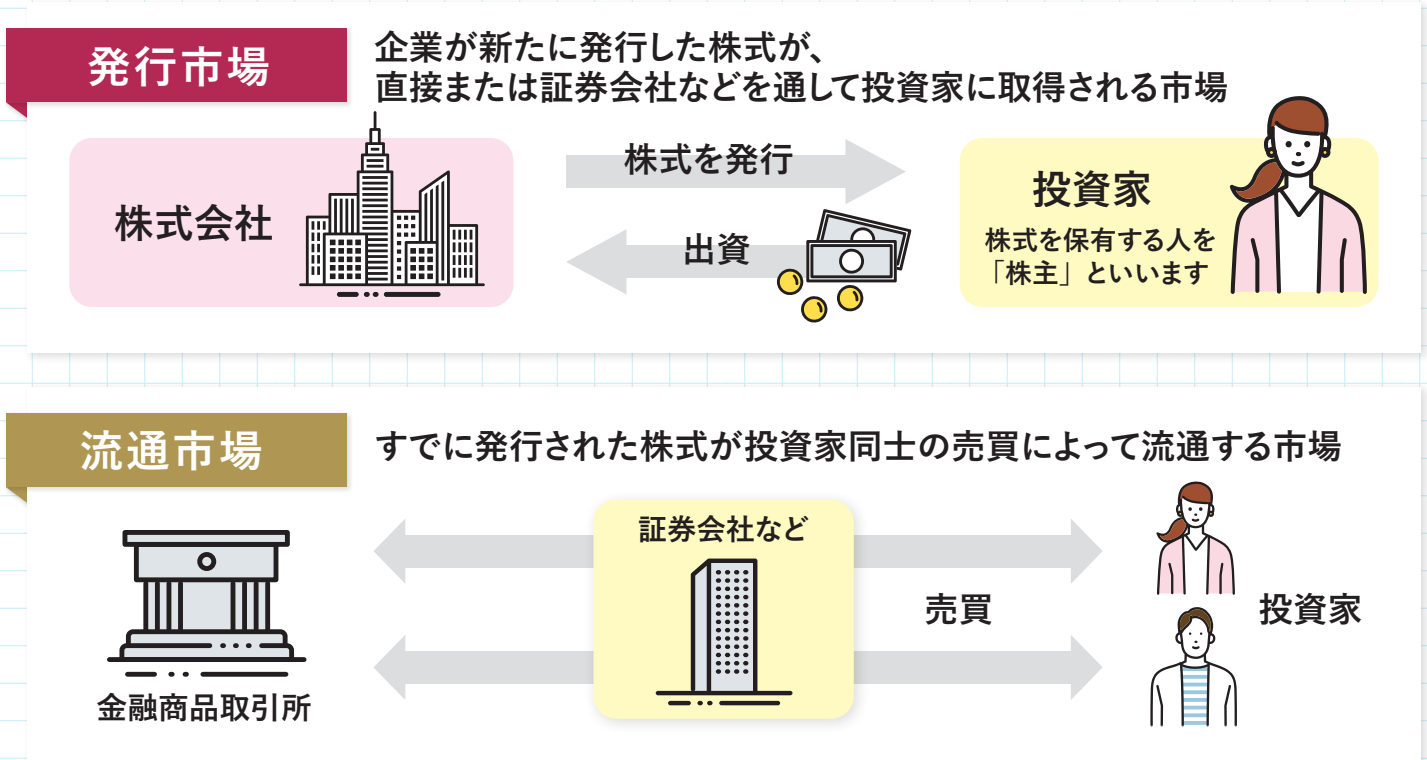 発行市場
企業が新たに発行した株式が、
直接または証券会社などを通して投資家に取得される市場
株式会社
株式を発行
出資
投資家
株式を保有する人を
「株主」といいます
流通市場
すでに発行された株式が投資家同士の売買によって流通する市場
金融商品取引所
証券会社など
売買
投資家